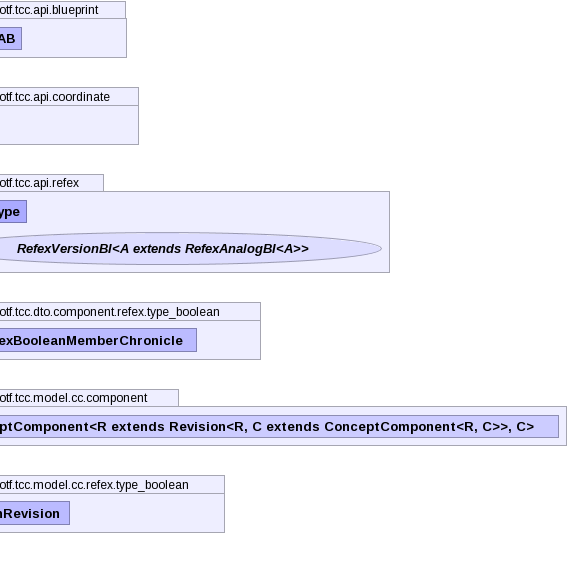 otf.tcc.api.blueprint
AB
otf.tcc.api.coordinate
otf.tcc.api.refex
ype
RefexVersionBI<A extends RefexAnalogBI<A>>
otf.tcc.dto.component.refex.type_boolean
exBooleanMemberChronicle
otf.tcc.model.cc.component
ptComponent<R extends Revision<R, C extends ConceptComponent<R, C>>, C>
otf.tcc.model.cc.refex.type_boolean
nRevision